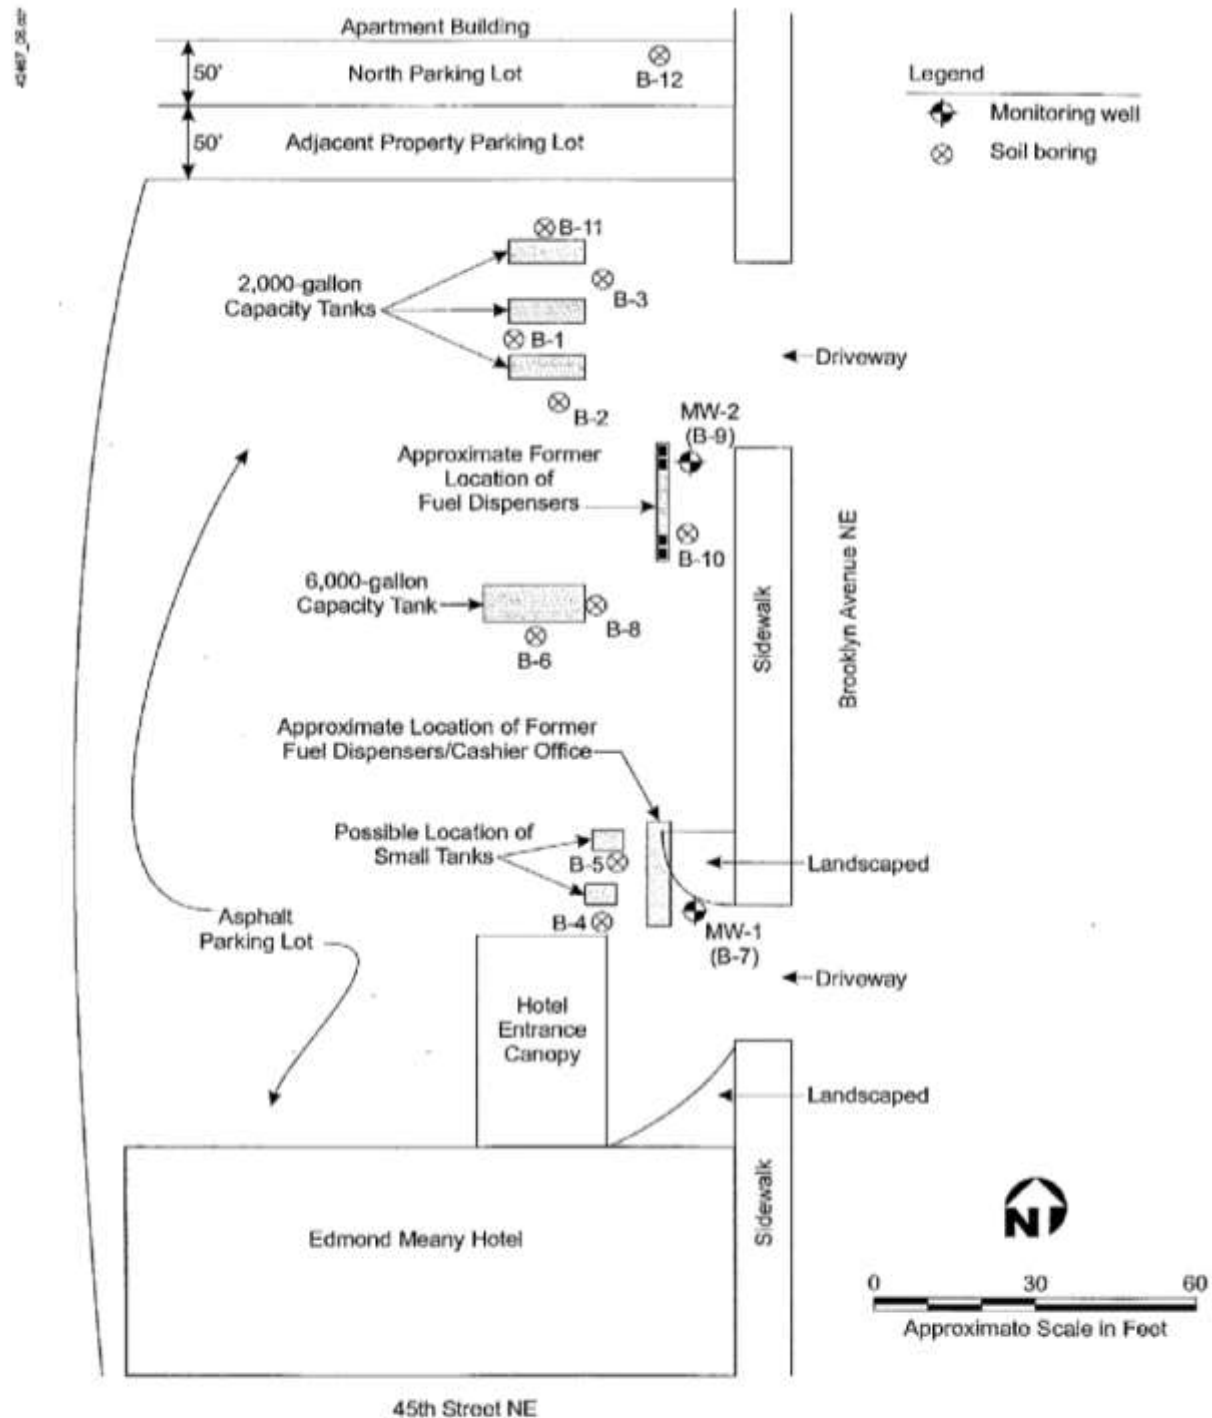 42467_06.cdr
Apartment Building
50'
North Parking Lot
B-12
50'
Adjacent Property Parking Lot
Legend
Monitoring well
Soil boring
B-11
2,000-gallon
Capacity Tanks
B-3
B-1
B-2
Driveway
MW-2
(B-9)
Approximate Former
Location of
Fuel Dispensers
B-10
6,000-gallon
Capacity Tank
B-8
B-6
Sidewalk
Brooklyn Avenue NE
Approximate Location of Former
Fuel Dispensers/Cashier Office
Possible Location of
Small Tanks
B-5
Landscaped
B-4
MW-1
(B-7)
Asphalt
Parking Lot
Driveway
Hotel
Entrance
Canopy
Landscaped
Sidewalk
Edmond Meany Hotel
N
0 30 60
Approximate Scale in Feet
45th Street NE